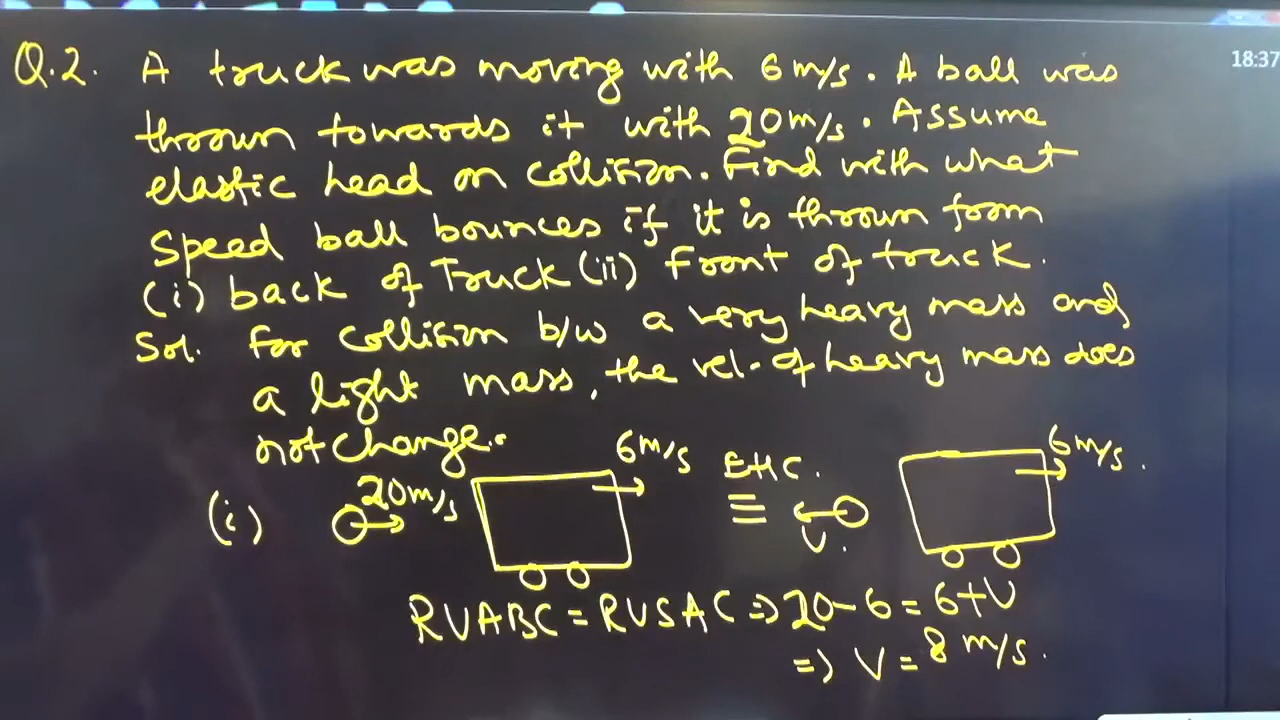 18:37
Q.2. A truck was moving with 6 m/s. A ball was
thrown towards it with 20 m/s. Assume
elastic head on collision. Find with what
speed ball bounces if it is thrown from
(i) back of Truck (ii) Front of truck.
Sol. For collision b/w a very heavy mass and
a light mass, the vel. of heavy mass does
not change.
(i) 20 m/s 6 m/s EHC. ≡ V. 6 m/s.
RVABC = RVSAC ⇒ 20 - 6 = 6 + V
⇒ V = 8 m/s.